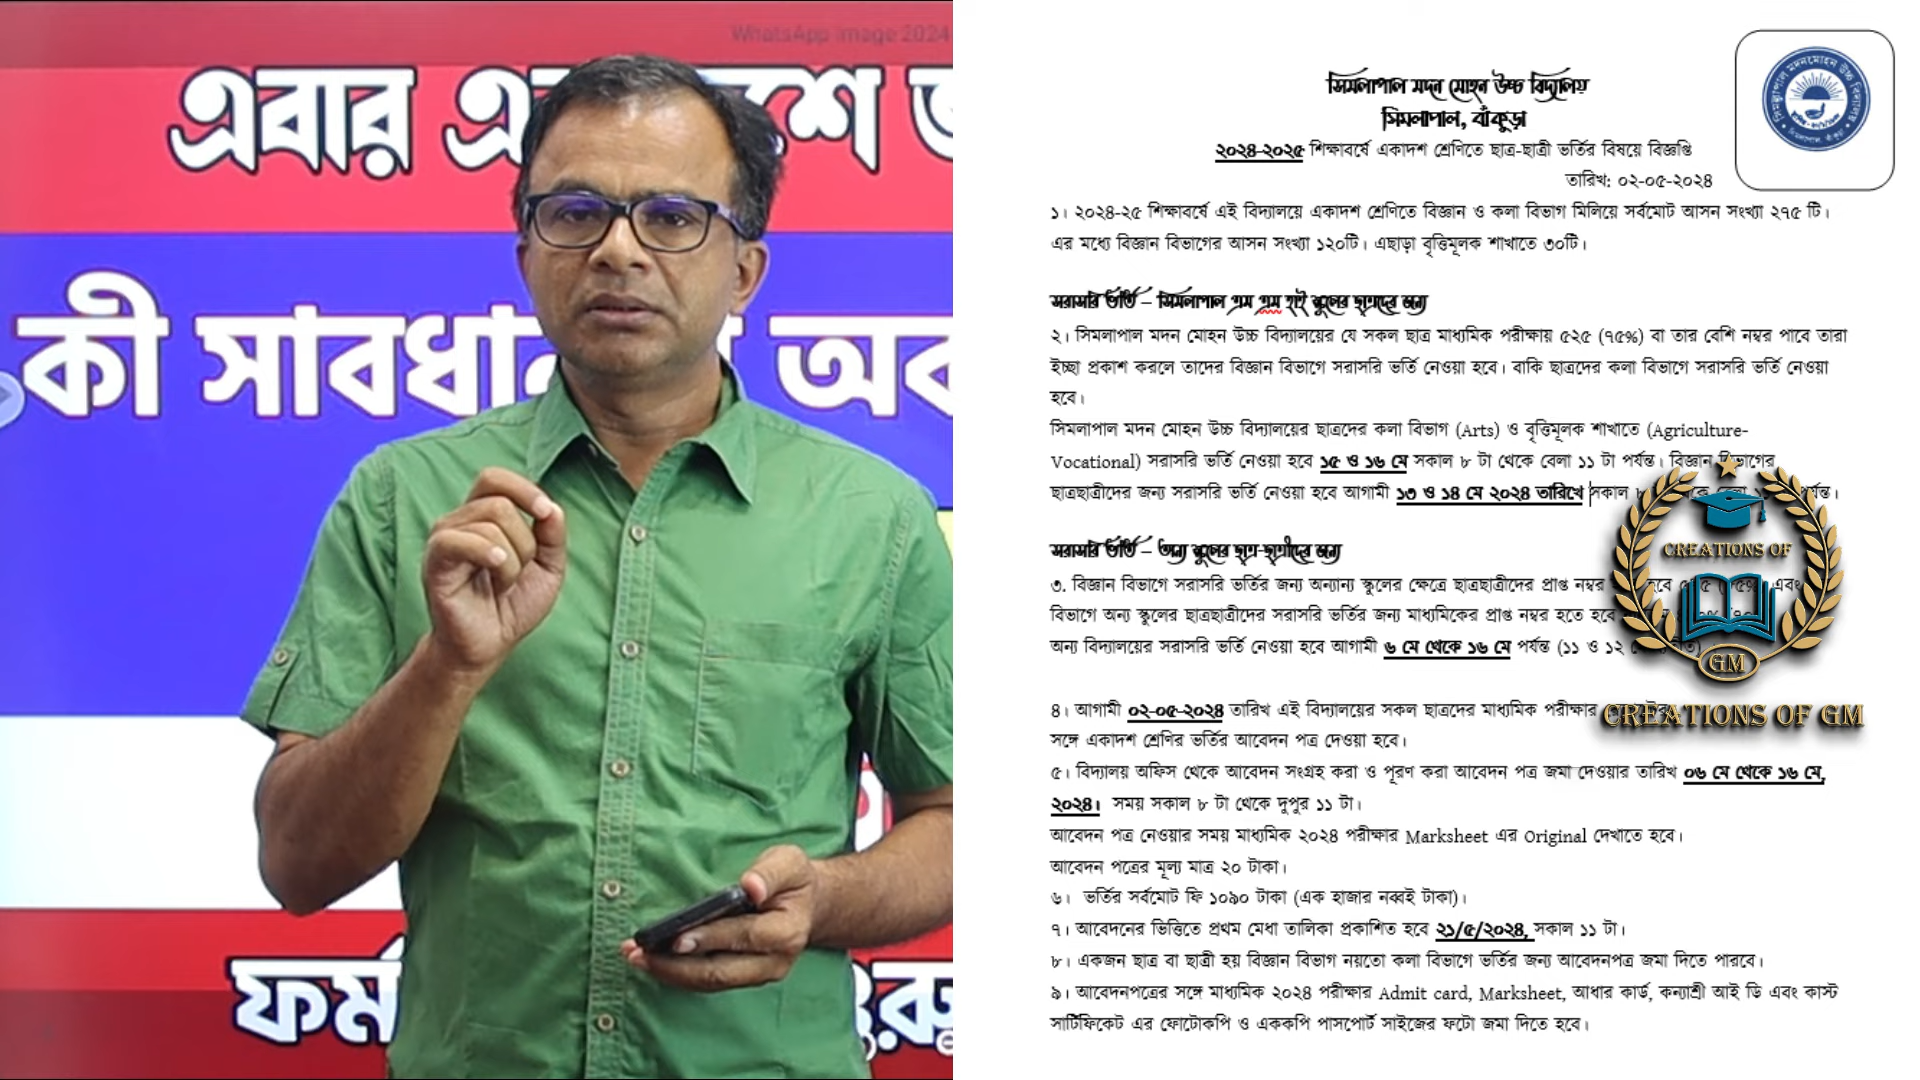 WhatsApp Image 2024
এবার
কী সাবধান
ফর্ম
সিমলাপাল মদন মোহন উচ্চ বিদ্যালয়
সিমলাপাল, বাঁকুড়া
২০২৪-২০২৫ শিক্ষাবর্ষে একাদশ শ্রেণিতে ছাত্র-ছাত্রী ভর্তির বিষয়ে বিজ্ঞপ্তি
তারিখ: ০২-০৫-২০২৪
১। ২০২৪-২৫ শিক্ষাবর্ষে এই বিদ্যালয়ে একাদশ শ্রেণিতে বিজ্ঞান ও কলা বিভাগ মিলিয়ে সর্বমোট আসন সংখ্যা ২৭৫ টি।
এর মধ্যে বিজ্ঞান বিভাগের আসন সংখ্যা ১২০টি। এছাড়া বৃত্তিমূলক শাখাতে ৩০টি।
সরাসরি ভর্তি – সিমলাপাল এম এম হাই স্কুলের ছাত্রদের জন্য
২। সিমলাপাল মদন মোহন উচ্চ বিদ্যালয়ের যে সকল ছাত্র মাধ্যমিক পরীক্ষায় ৫২৫ (৭৫%) বা তার বেশি নম্বর পাবে তারা
ইচ্ছা প্রকাশ করলে তাদের বিজ্ঞান বিভাগে সরাসরি ভর্তি নেওয়া হবে। বাকি ছাত্রদের কলা বিভাগে সরাসরি ভর্তি নেওয়া
হবে।
সিমলাপাল মদন মোহন উচ্চ বিদ্যালয়ের ছাত্রদের কলা বিভাগ (Arts) ও বৃত্তিমূলক শাখাতে (Agriculture-
Vocational) সরাসরি ভর্তি নেওয়া হবে ১৫ ও ১৬ মে সকাল ৮ টা থেকে বেলা ১১ টা পর্যন্ত। বিজ্ঞান বিভাগের
ছাত্রছাত্রীদের জন্য সরাসরি ভর্তি নেওয়া হবে আগামী ১৩ ও ১৪ মে ২০২৪ তারিখে সকাল ৮ পর্যন্ত।
সরাসরি ভর্তি – অন্য স্কুলের ছাত্র-ছাত্রীদের জন্য
৩. বিজ্ঞান বিভাগে সরাসরি ভর্তির জন্য অন্যান্য স্কুলের ক্ষেত্রে ছাত্রছাত্রীদের প্রাপ্ত নম্বর
বিভাগে অন্য স্কুলের ছাত্রছাত্রীদের সরাসরি ভর্তির জন্য মাধ্যমিকের প্রাপ্ত নম্বর হতে হবে
অন্য বিদ্যালয়ের সরাসরি ভর্তি নেওয়া হবে আগামী ৬ মে থেকে ১৬ মে পর্যন্ত (১১ ও ১২
৪। আগামী ০২-০৫-২০২৪ তারিখ এই বিদ্যালয়ের সকল ছাত্রদের মাধ্যমিক পরীক্ষার
সঙ্গে একাদশ শ্রেণির ভর্তির আবেদন পত্র দেওয়া হবে।
৫। বিদ্যালয় অফিস থেকে আবেদন সংগ্রহ করা ও পূরণ করা আবেদন পত্র জমা দেওয়ার তারিখ ০৬ মে থেকে ১৬ মে,
২০২৪। সময় সকাল ৮ টা থেকে দুপুর ১১ টা।
আবেদন পত্র নেওয়ার সময় মাধ্যমিক ২০২৪ পরীক্ষার Marksheet এর Original দেখাতে হবে।
আবেদন পত্রের মূল্য মাত্র ২০ টাকা।
৬। ভর্তির সর্বমোট ফি ১০৯০ টাকা (এক হাজার নব্বই টাকা)।
৭। আবেদনের ভিত্তিতে প্রথম মেধা তালিকা প্রকাশিত হবে ২১/৫/২০২৪, সকাল ১১ টা।
৮। একজন ছাত্র বা ছাত্রী হয় বিজ্ঞান বিভাগ নয়তো কলা বিভাগে ভর্তির জন্য আবেদনপত্র জমা দিতে পারবে।
৯। আবেদনপত্রের সঙ্গে মাধ্যমিক ২০২৪ পরীক্ষার Admit card, Marksheet, আধার কার্ড, কন্যাশ্রী আই ডি এবং কাস্ট
সার্টিফিকেট এর ফোটোকপি ও এককপি পাসপোর্ট সাইজের ফটো জমা দিতে হবে।
CREATIONS OF
GM
CREATIONS OF GM